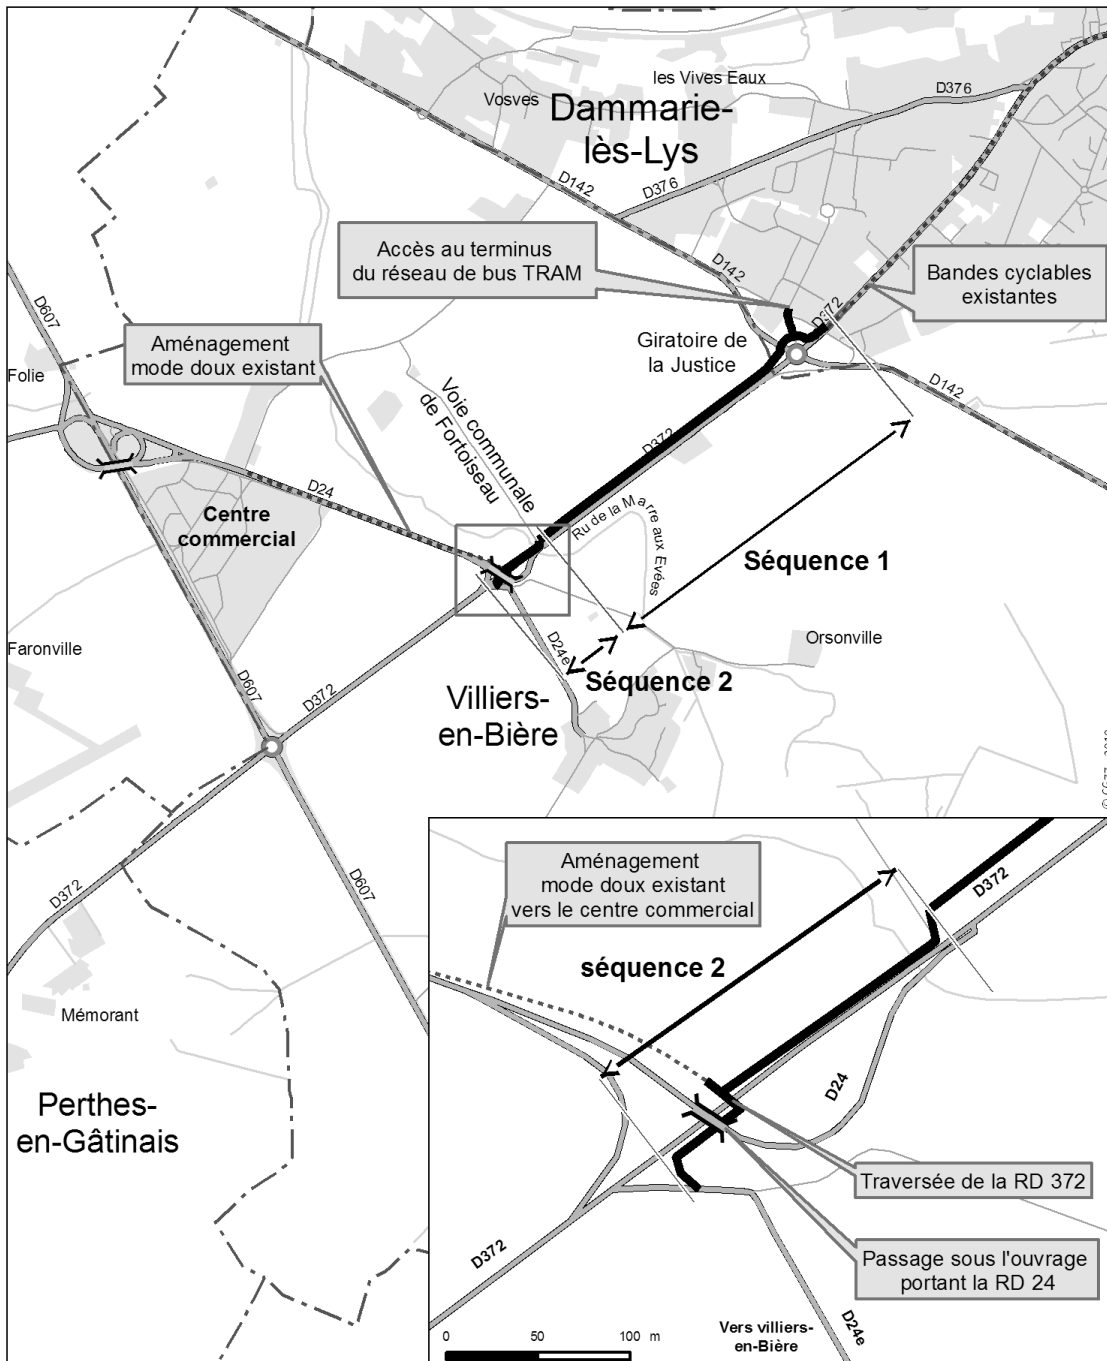 les Vives Eaux
Vosves
Dammarie-
lès-Lys
D376
D376
D142
D142
D142
D607
Accès au terminus
du réseau de bus TRAM
Bandes cyclables
existantes
D372
Giratoire de
la Justice
Aménagement
mode doux existant
Folie
Voie communale
de Fortoiseau
D372
D24
Centre
commercial
Ru de la Marre aux Evées
Séquence 1
Orsonville
Faronville
D24e
Séquence 2
D607
D372
Villiers-
en-Bière
D372
D607
Mémorant
Perthes-
en-Gâtinais
Aménagement
mode doux existant
vers le centre commercial
D372
séquence 2
D24
Traversée de la RD 372
Passage sous l'ouvrage
portant la RD 24
D372
D24e
Vers villiers-
en-Bière
0 50 100 m